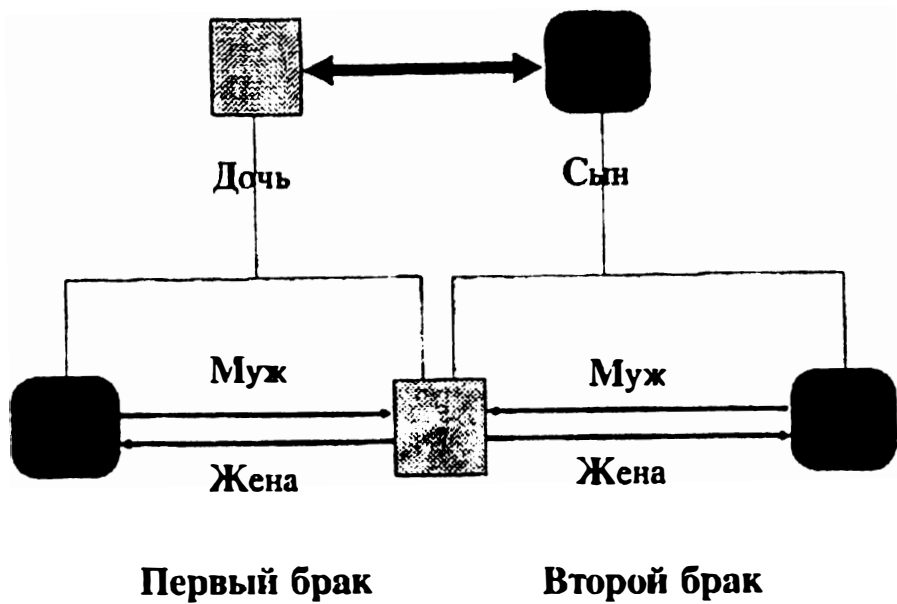 Дочь
Сын
Муж
Муж
Жена
Жена
Первый брак
Второй брак